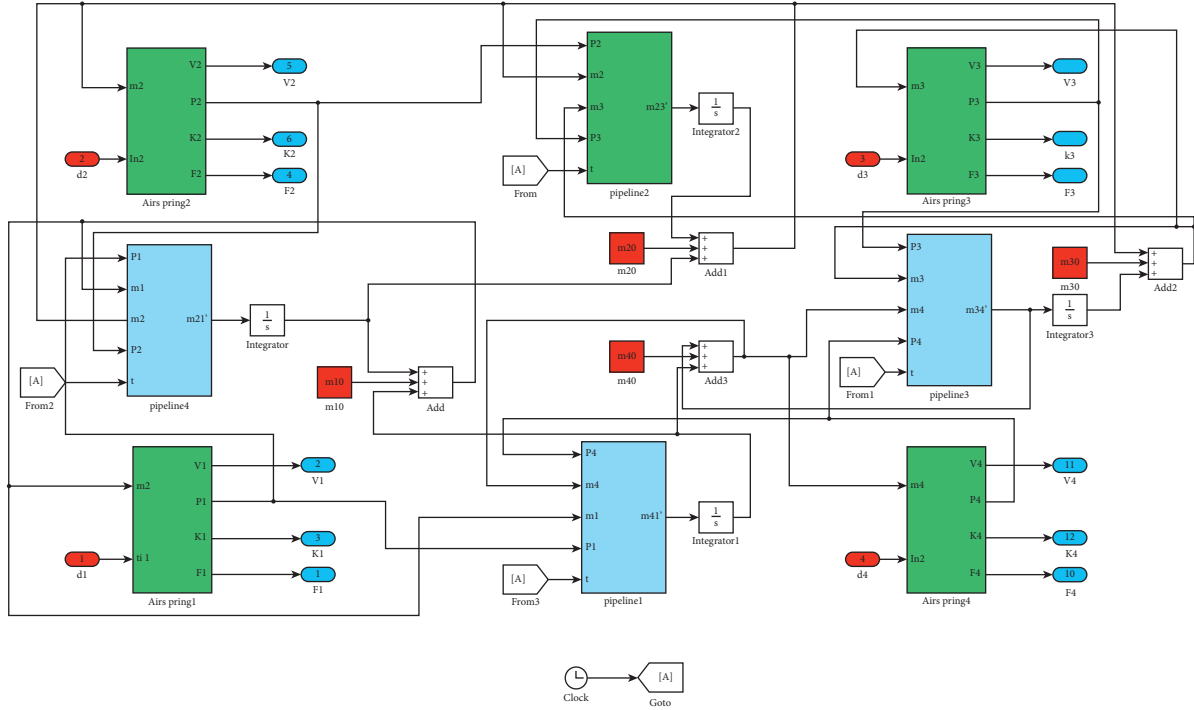 m2
In2
V2
P2
K2
F2
Airs pring2
5
V2
6
K2
4
F2
2
d2
P2
m2
m3
P3
t
m23'
pipeline2
[A]
From
1
s
Integrator2
m3
In2
V3
P3
K3
F3
Airs pring3
V3
k3
F3
3
d3
P1
m1
m2
P2
t
m21'
pipeline4
[A]
From2
1
s
Integrator
m10
m10
+
+
+
Add
m20
m20
+
+
+
Add1
m40
m40
+
+
+
Add3
P3
m3
m4
P4
t
m34'
pipeline3
[A]
From1
m30
m30
1
s
Integrator3
+
+
+
Add2
m2
ti 1
V1
P1
K1
F1
Airs pring1
2
V1
3
K1
1
F1
1
d1
P4
m4
m1
P1
t
m41'
pipeline1
[A]
From3
1
s
Integrator1
m4
In2
V4
P4
K4
F4
Airs pring4
11
V4
12
K4
10
F4
4
d4
Clock
[A]
Goto